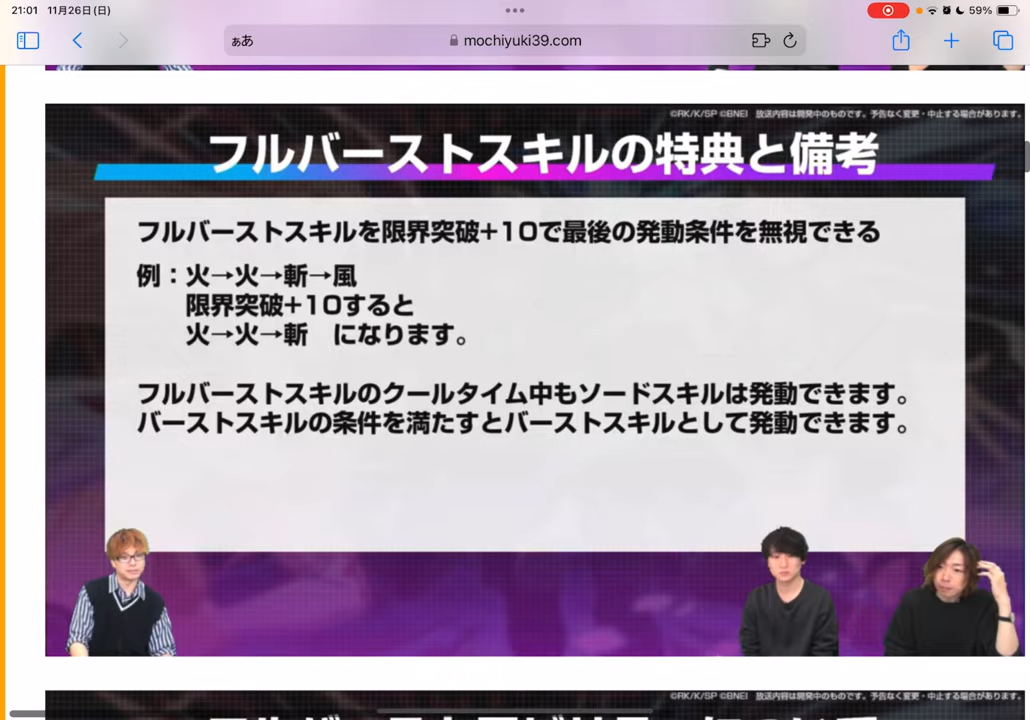 21:01 11月26日(日)
59%
ぁあ
mochiyuki39.com
©RK/K/SP ©BNEI 放送内容は開発中のものです。予告なく変更・中止する場合があります。
フルバーストスキルの特典と備考
フルバーストスキルを限界突破+10で最後の発動条件を無視できる
例：火→火→斬→風
限界突破+10すると
火→火→斬 になります。
フルバーストスキルのクールタイム中もソードスキルは発動できます。
バーストスキルの条件を満たすとバーストスキルとして発動できます。
©RK/K/SP ©BNEI 放送内容は開発中のものです。予告なく変更・中止する場合があります。